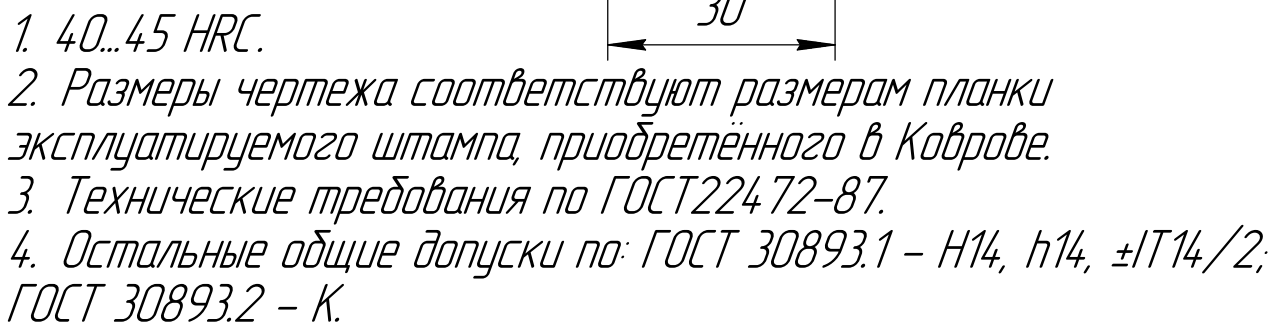 30
1. 40...45 HRC.
2. Размеры чертежа соответствуют размерам планки
эксплуатируемого штампа, приобретённого в Коврове.
3. Технические требования по ГОСТ22472-87.
4. Остальные общие допуски по: ГОСТ 30893.1 - H14, h14, ±IT14/2;
ГОСТ 30893.2 - К.